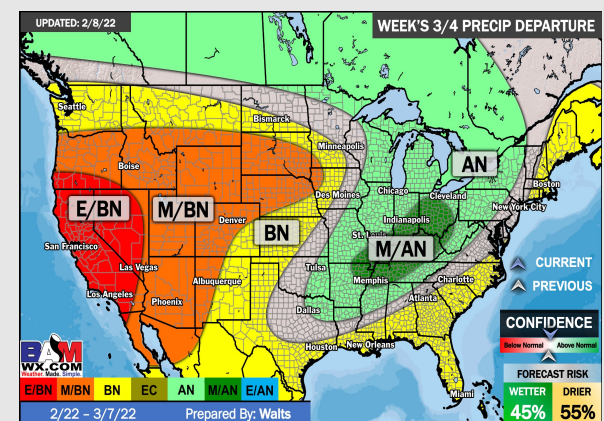 UPDATED: 2/8/22
WEEK'S 3/4 PRECIP DEPARTURE
Seattle
Bismarck
Minneapolis
Boise
AN
Boston
Des Moines
Chicago
Cleveland
E/BN
M/BN
New York City
Denver
BN
Indianapolis
St. Louis
M/AN
San Francisco
Las Vegas
Tulsa
Memphis
Charlotte
CURRENT
Albuquerque
PREVIOUS
Los Angeles
Phoenix
Atlanta
Dallas
CONFIDENCE
Below Normal
Above Normal
Houston
New Orleans
BAM
WX.COM
Weather. Made. Simple.
FORECAST RISK
E/BN M/BN BN EC AN M/AN E/AN
WETTER DRIER
Miami
45% 55%
2/22 – 3/7/22 Prepared By: Walts